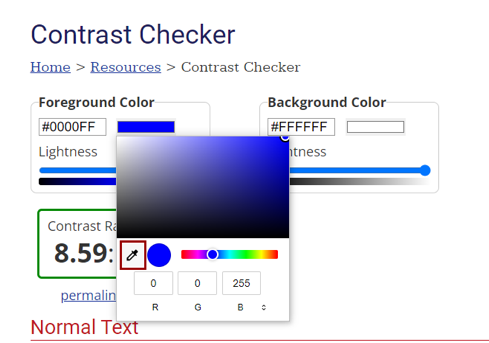 Contrast Checker
Home > Resources > Contrast Checker
Foreground Color
Background Color
#0000FF
#FFFFFF
Lightness
ntness
Contrast Ra
8.59:
permalin
0
0
255
R
G
B
Normal Text